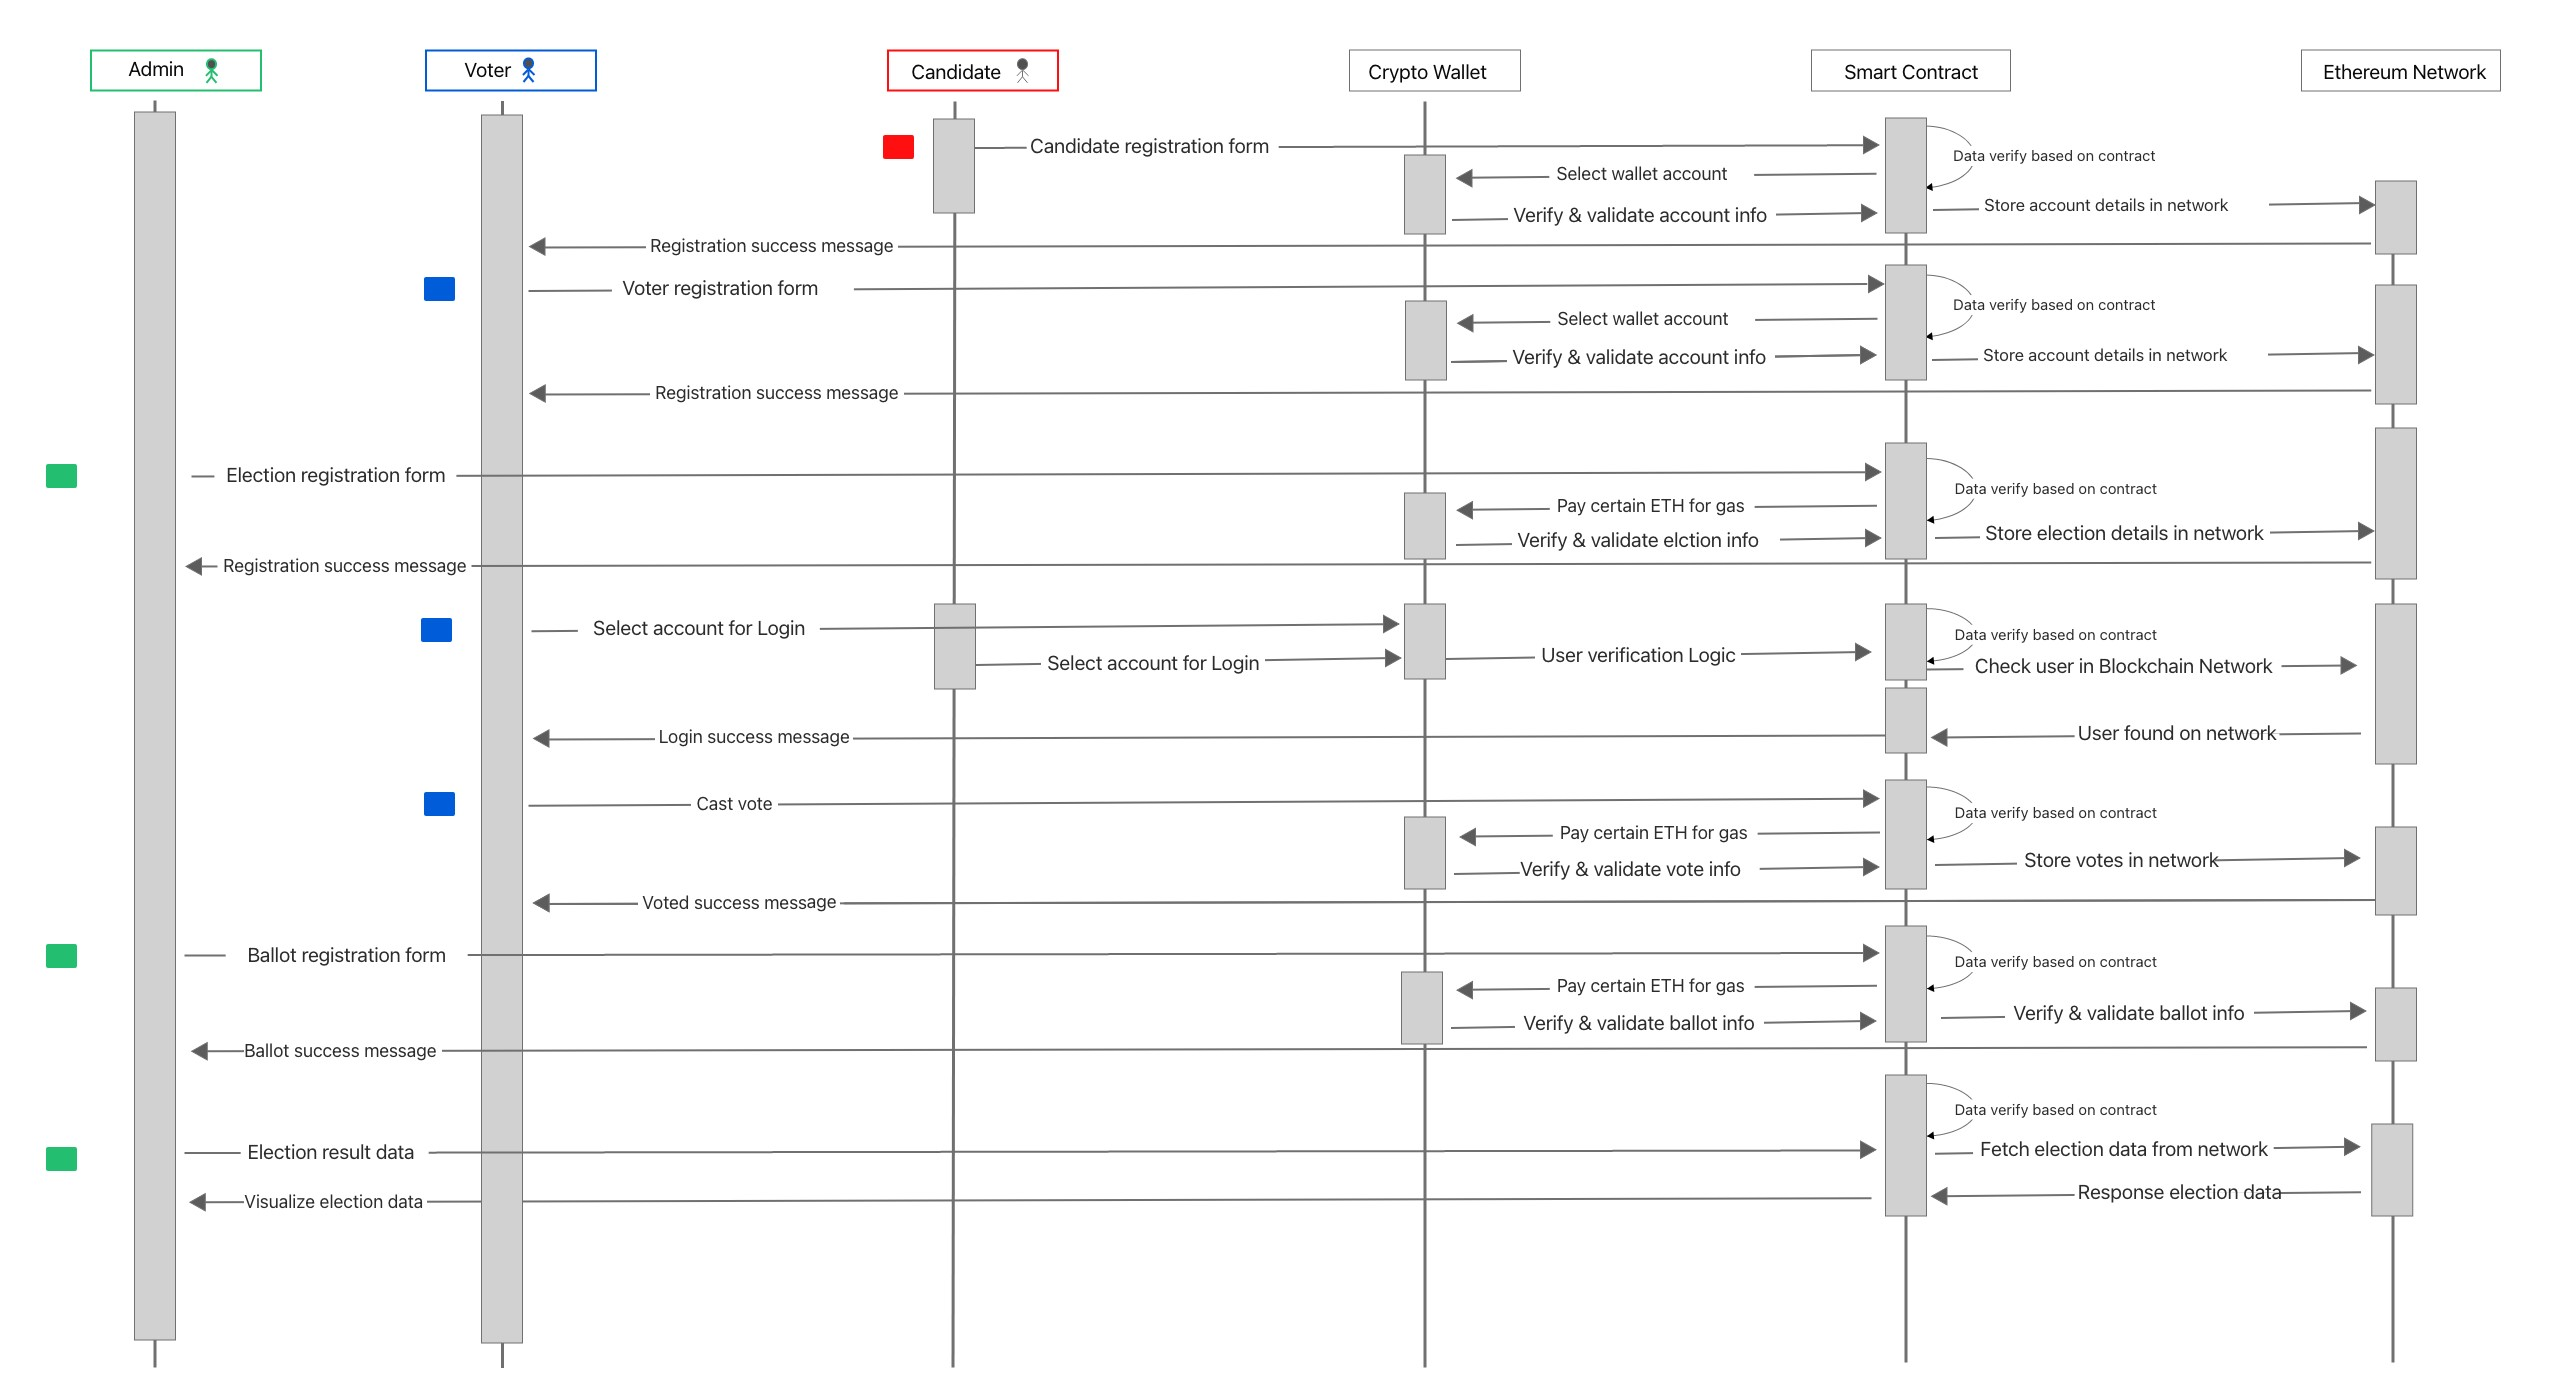 Admin
Voter
Candidate
Crypto Wallet
Smart Contract
Ethereum Network
Candidate registration form
Data verify based on contract
Select wallet account
Store account details in network
Verify & validate account info
Registration success message
Voter registration form
Data verify based on contract
Select wallet account
Verify & validate account info
Store account details in network
Registration success message
Election registration form
Data verify based on contract
Pay certain ETH for gas
Store election details in network
Verify & validate elction info
Registration success message
Select account for Login
Data verify based on contract
Select account for Login
User verification Logic
Check user in Blockchain Network
Login success message
User found on network
Cast vote
Data verify based on contract
Pay certain ETH for gas
Store votes in network
Verify & validate vote info
Voted success message
Ballot registration form
Data verify based on contract
Pay certain ETH for gas
Verify & validate ballot info
Verify & validate ballot info
Ballot success message
Data verify based on contract
Election result data
Fetch election data from network
Response election data
Visualize election data